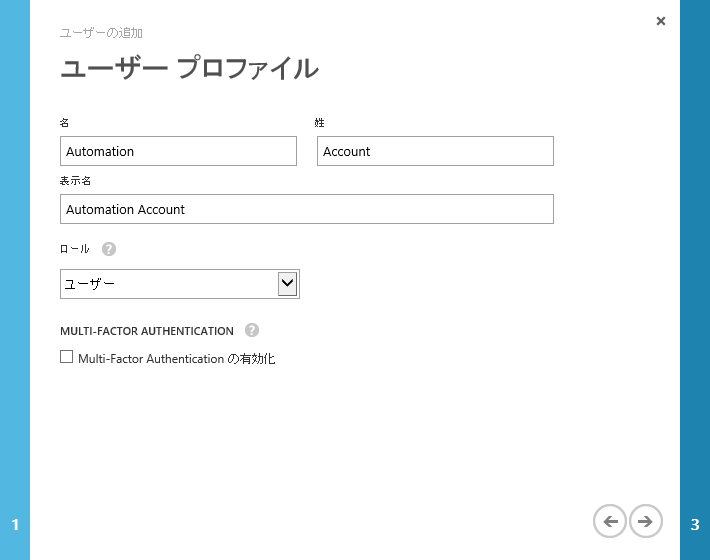 ユーザーの追加
ユーザー プロファイル
名 姓
Automation Account
表示名
Automation Account
ロール ?
ユーザー
MULTI-FACTOR AUTHENTICATION ?
Multi-Factor Authentication の有効化
1 3